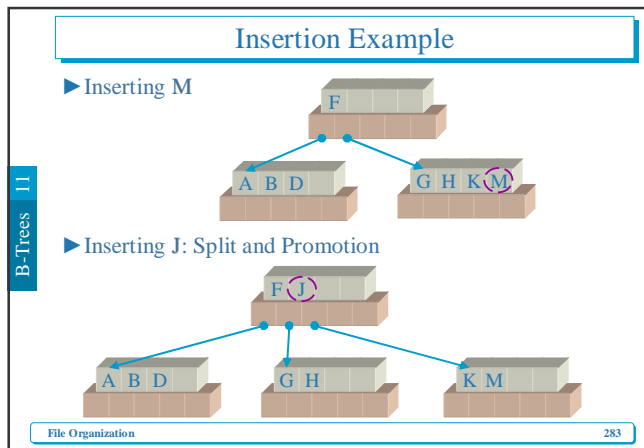 Insertion Example
►Inserting M
F
A B D
G H K M
►Inserting J: Split and Promotion
F J
A B D
G H
K M
B-Trees 11
File Organization 283